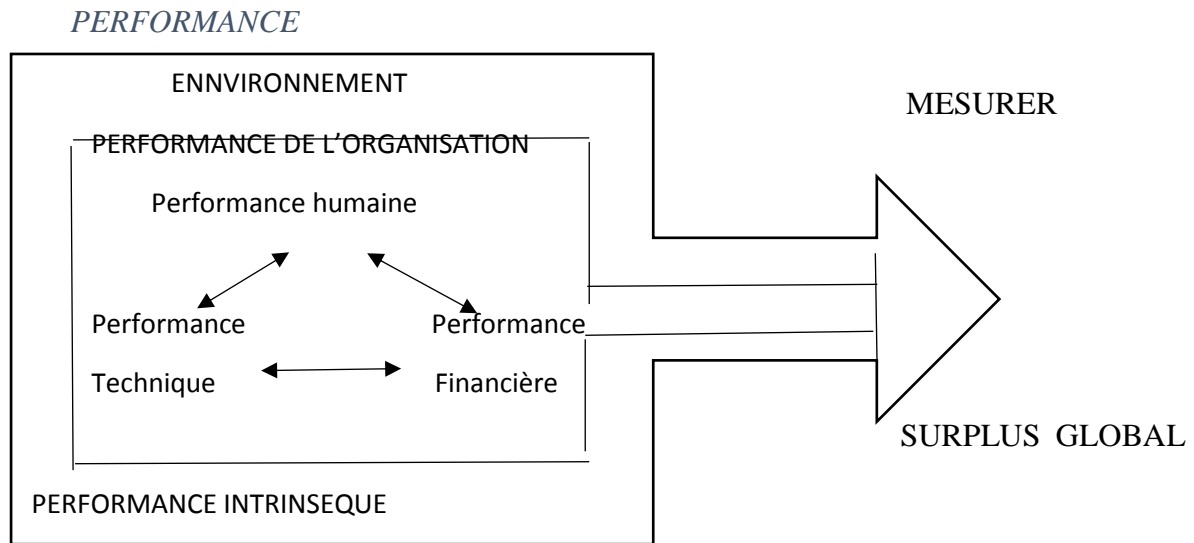 PERFORMANCE
ENNVIRONNEMENT
MESURER
PERFORMANCE DE L’ORGANISATION
Performance humaine
Performance Performance
Technique Financière
SURPLUS GLOBAL
PERFORMANCE INTRINSEQUE